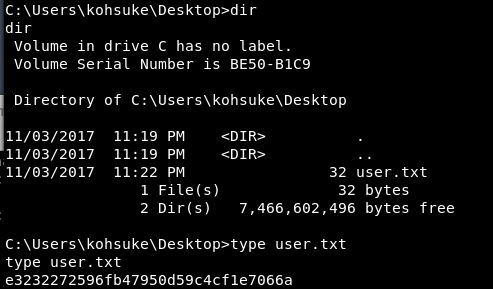 C:\Users\kohsuke\Desktop>dir
dir
 Volume in drive C has no label.
 Volume Serial Number is BE50-B1C9

 Directory of C:\Users\kohsuke\Desktop

11/03/2017  11:19 PM    <DIR>          .
11/03/2017  11:19 PM    <DIR>          ..
11/03/2017  11:22 PM                32 user.txt
               1 File(s)             32 bytes
               2 Dir(s)   7,466,602,496 bytes free

C:\Users\kohsuke\Desktop>type user.txt
type user.txt
e3232272596fb47950d59c4cf1e7066a